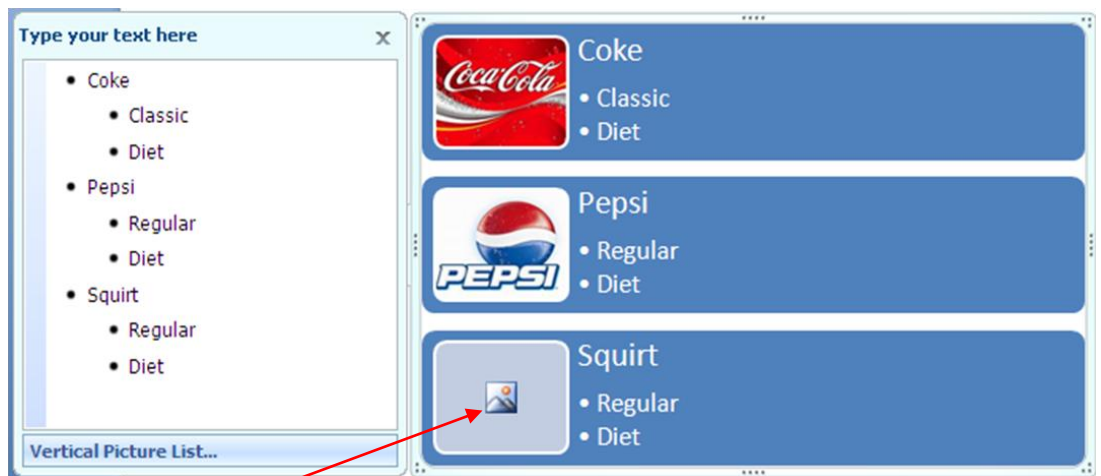 Type your text here
x
Coke
Classic
Diet
Pepsi
Regular
Diet
Squirt
Regular
Diet
Vertical Picture List...
Coca-Cola
Coke
• Classic
• Diet
PEPSI
Pepsi
• Regular
• Diet
Squirt
• Regular
• Diet